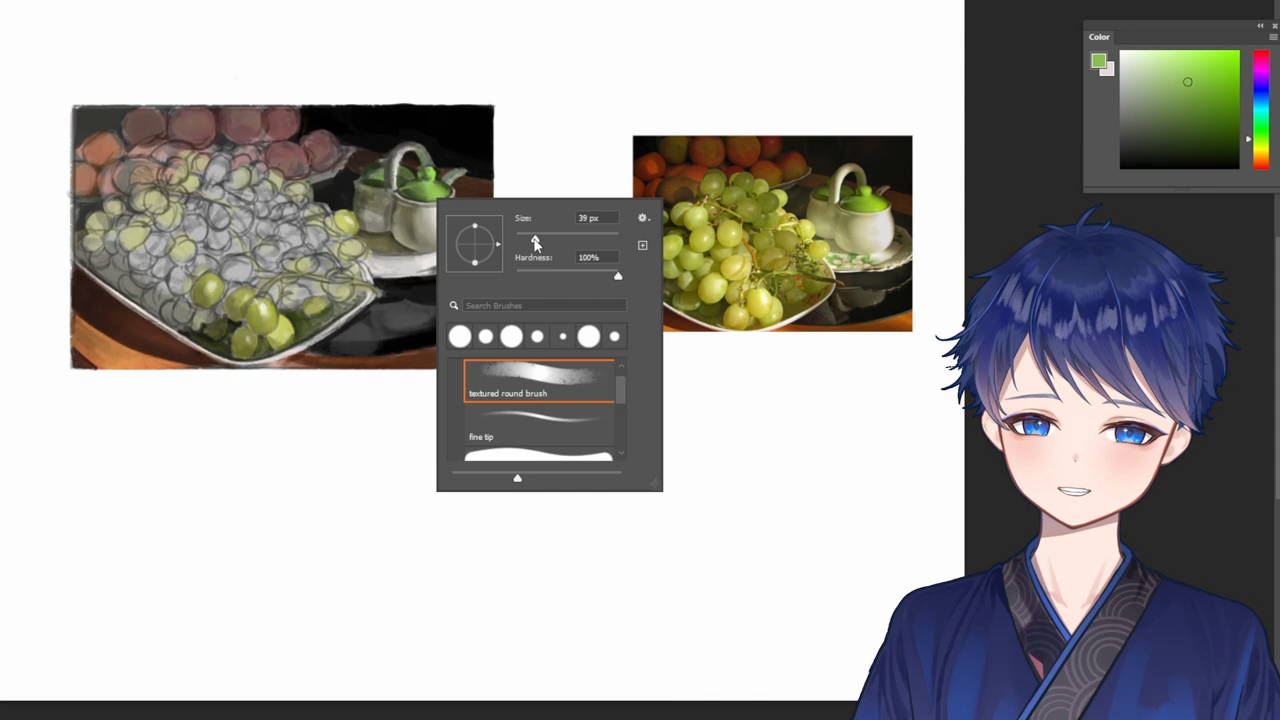 Color
Size:
39 px
Hardness:
100%
Search Brushes
textured round brush
fine tip